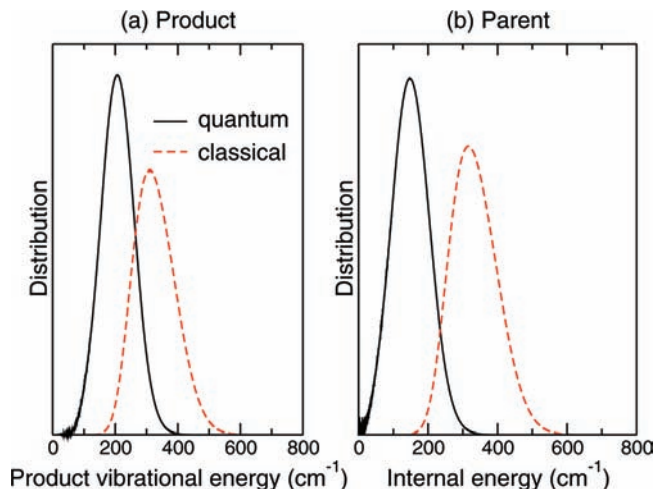 (a) Product
(b) Parent
quantum
classical
Distribution
Distribution
0 200 400 600 800
0 200 400 600 800
Product vibrational energy (cm⁻¹)
Internal energy (cm⁻¹)